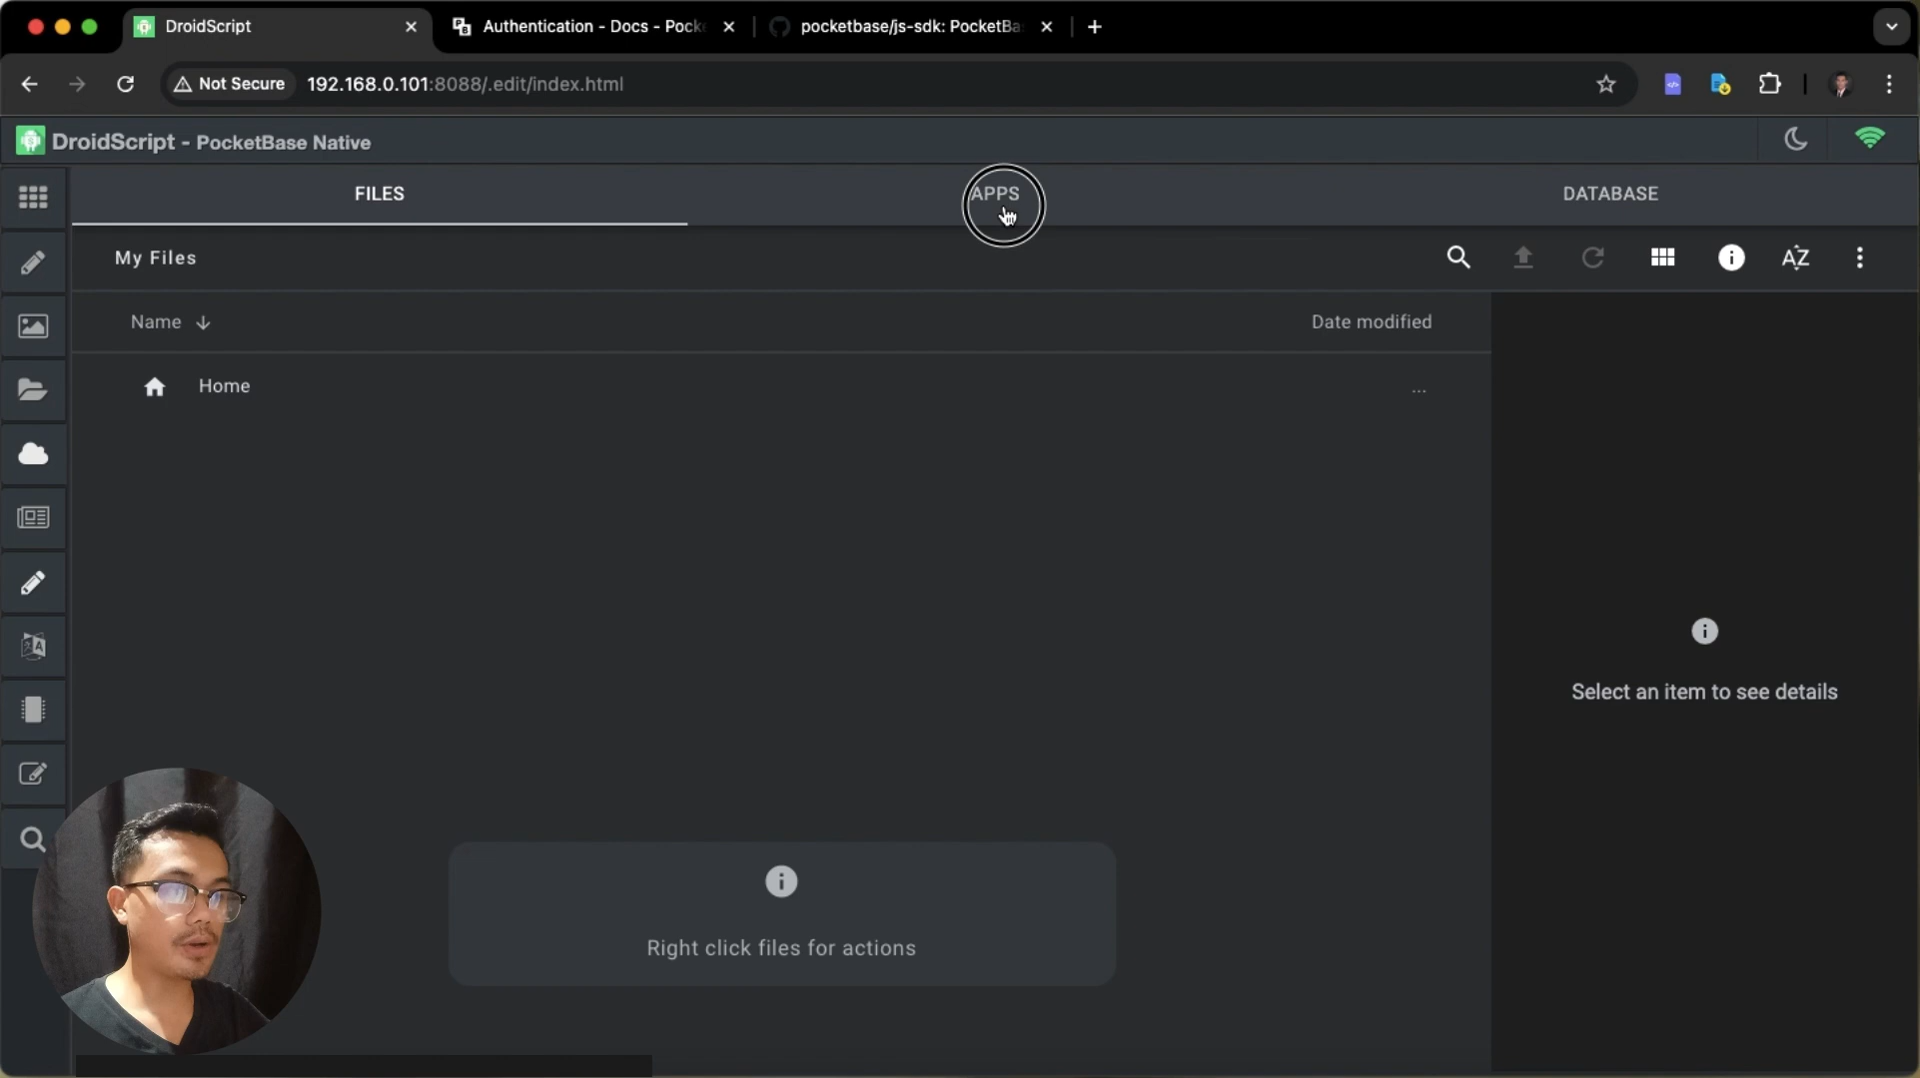 DroidScript
Authentication - Docs - Pocke
pocketbase/js-sdk: PocketBa
Not Secure
192.168.0.101:8088/.edit/index.html
DroidScript - PocketBase Native
FILES
APPS
DATABASE
My Files
AZ
Name
Date modified
Home
...
Select an item to see details
Right click files for actions